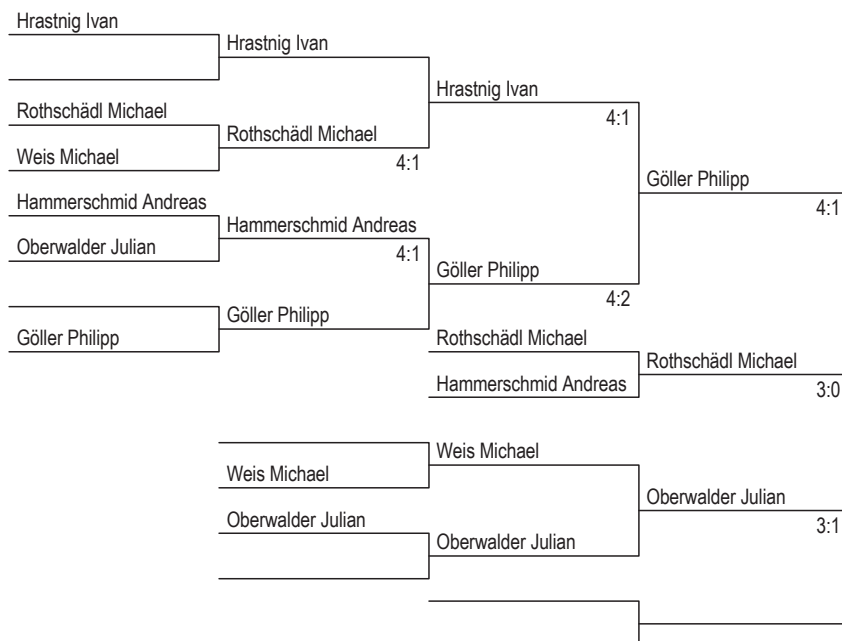 Hrastnig Ivan
Hrastnig Ivan
Hrastnig Ivan
4:1
Rothschädl Michael
Rothschädl Michael
4:1
Weis Michael
Göller Philipp
4:1
Hammerschmid Andreas
Hammerschmid Andreas
4:1
Oberwalder Julian
Göller Philipp
4:2
Göller Philipp
Göller Philipp
Rothschädl Michael
Rothschädl Michael
3:0
Hammerschmid Andreas
Weis Michael
Weis Michael
Oberwalder Julian
3:1
Oberwalder Julian
Oberwalder Julian